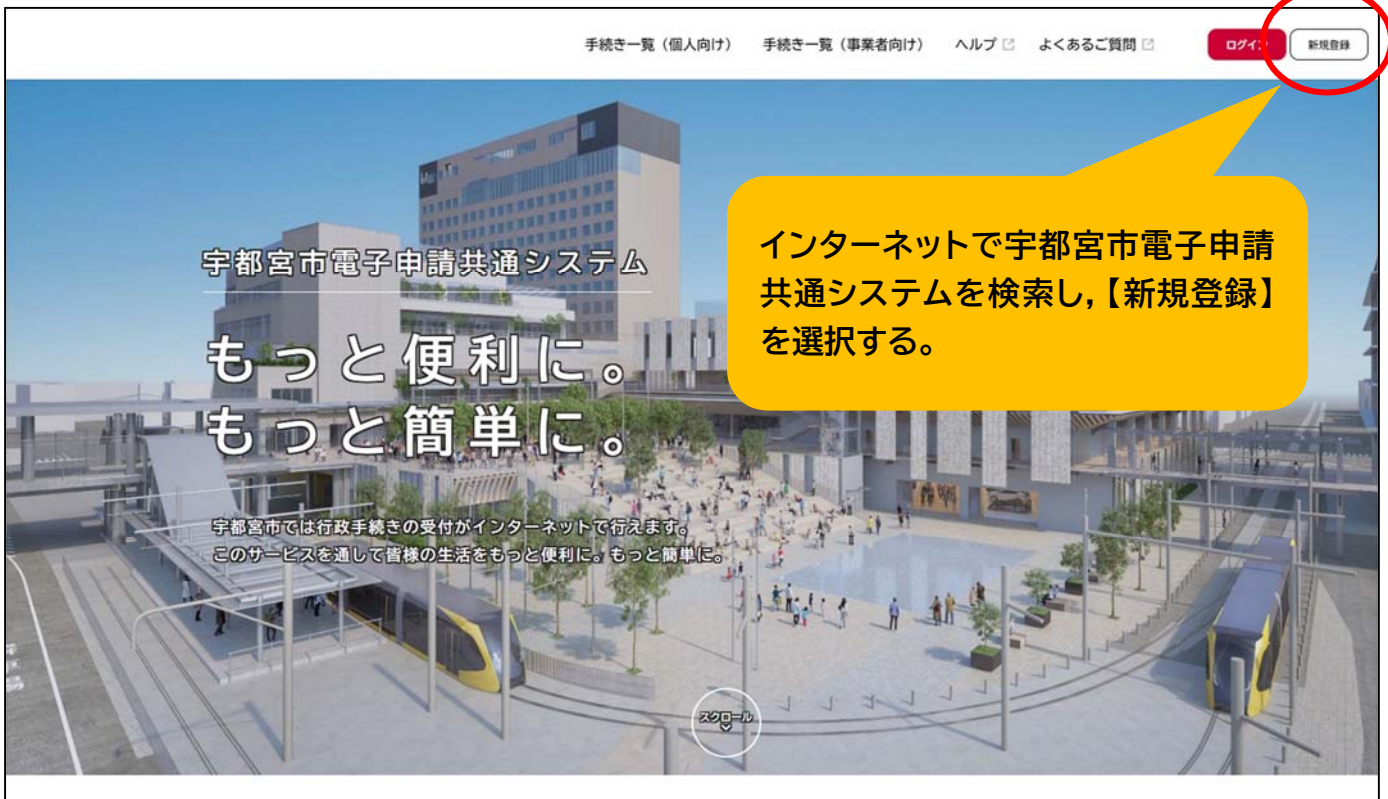 手続き一覧（個人向け） 手続き一覧（事業者向け） ヘルプ よくあるご質問 ログイン 新規登録
インターネットで宇都宮市電子申請
共通システムを検索し，【新規登録】
を選択する。
宇都宮市電子申請共通システム
もっと便利に。
もっと簡単に。
宇都宮市では行政手続きの受付がインターネットで行えます。
このサービスを通して皆様の生活をもっと便利に。もっと簡単に。
スクロール